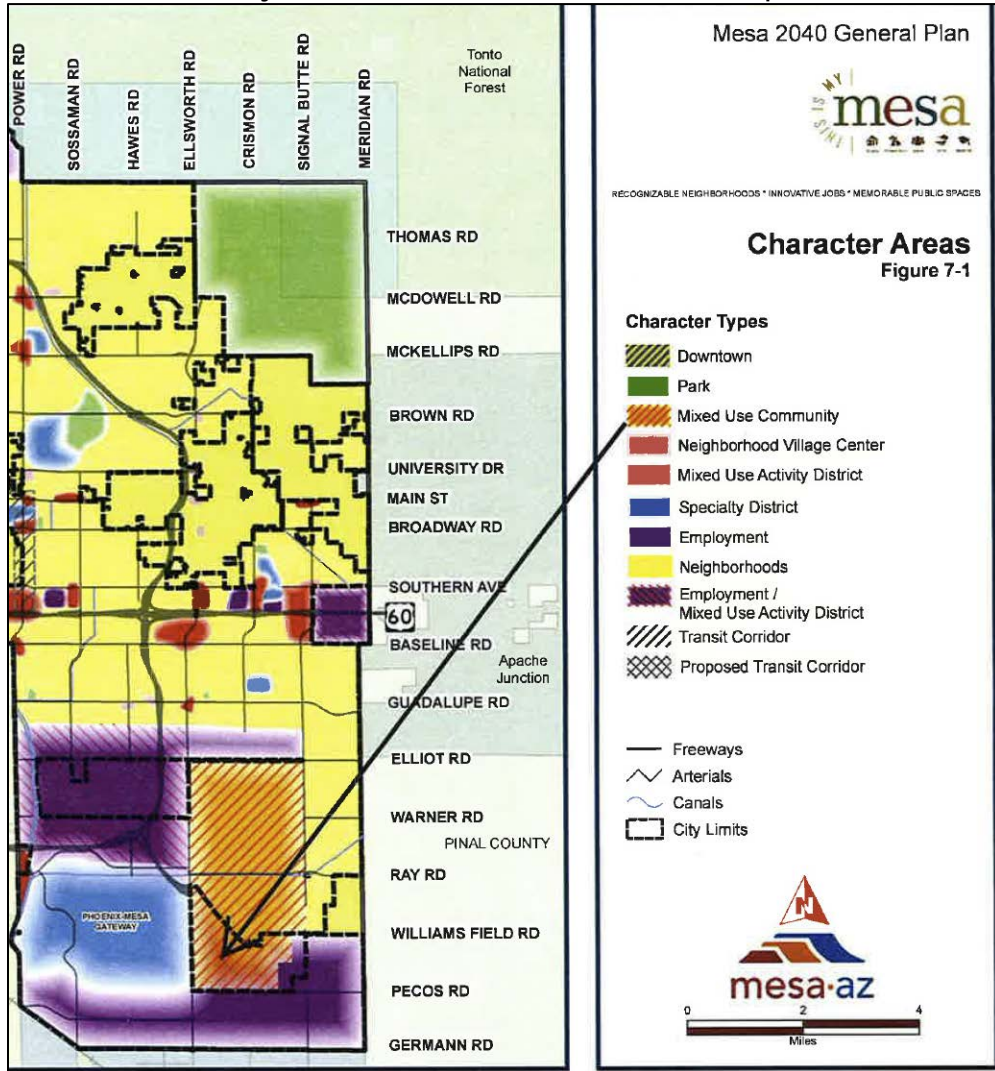 Mesa 2040 General Plan
THIS IS MY
mesa
RECOGNIZABLE NEIGHBORHOODS * INNOVATIVE JOBS * MEMORABLE PUBLIC SPACES
Character Areas
Figure 7-1
Character Types
Downtown
Park
Mixed Use Community
Neighborhood Village Center
Mixed Use Activity District
Specialty District
Employment
Neighborhoods
Employment /
Mixed Use Activity District
Transit Corridor
Proposed Transit Corridor
Freeways
Arterials
Canals
City Limits
N
mesa·az
0 2 4
Miles
POWER RD
SOSSAMAN RD
HAWES RD
ELLSWORTH RD
CRISMON RD
SIGNAL BUTTE RD
MERIDIAN RD
Tonto
National
Forest
THOMAS RD
MCDOWELL RD
MCKELLIPS RD
BROWN RD
UNIVERSITY DR
MAIN ST
BROADWAY RD
SOUTHERN AVE
60
BASELINE RD
Apache
Junction
GUADALUPE RD
ELLIOT RD
WARNER RD
PINAL COUNTY
RAY RD
PHOENIX-MESA
GATEWAY
WILLIAMS FIELD RD
PECOS RD
GERMANN RD